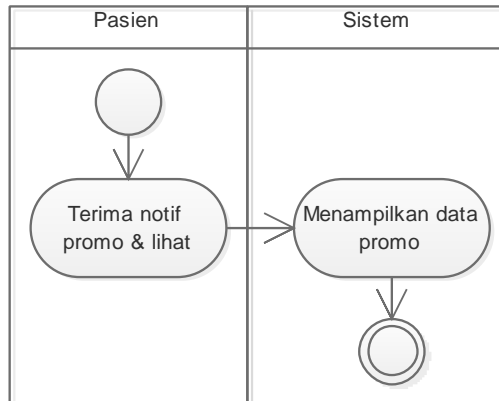 Pasien
Sistem
Terima notif
promo & lihat
Menampilkan data
promo